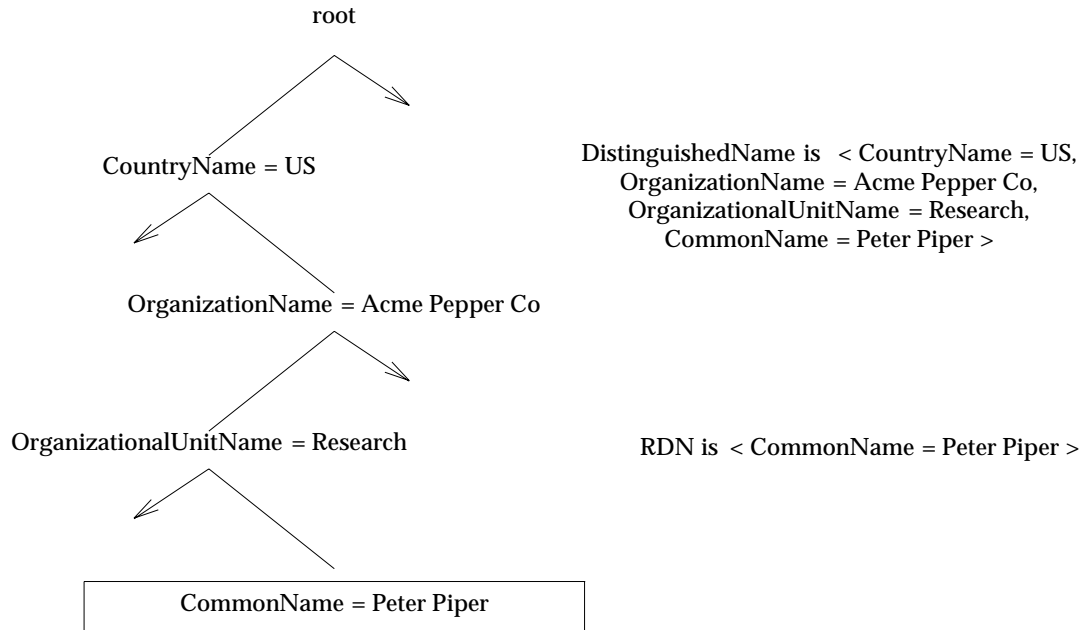 root
CountryName = US
DistinguishedName is < CountryName = US,
OrganizationName = Acme Pepper Co,
OrganizationalUnitName = Research,
CommonName = Peter Piper >
OrganizationName = Acme Pepper Co
OrganizationalUnitName = Research
RDN is < CommonName = Peter Piper >
CommonName = Peter Piper